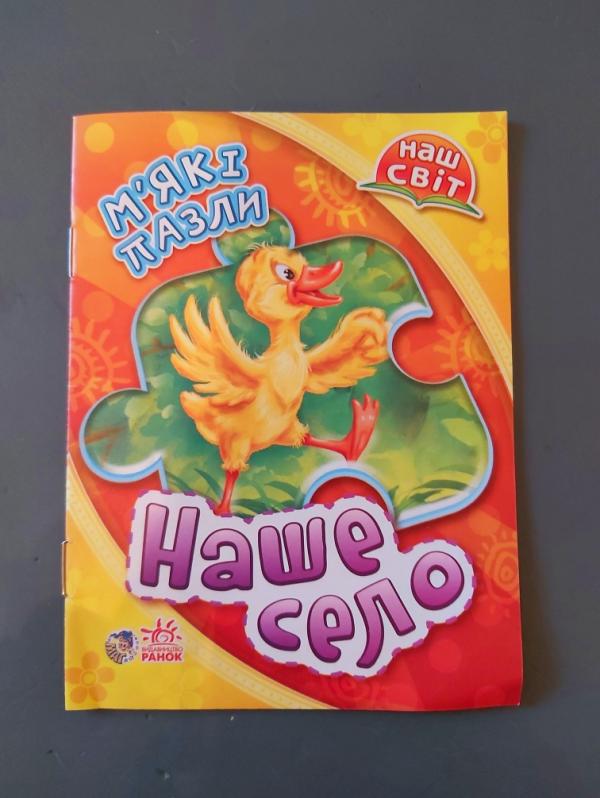 М'ЯКІ
ПАЗЛИ
наш
світ
Наше
село
ВИДАВНИЦТВО
РАНОК